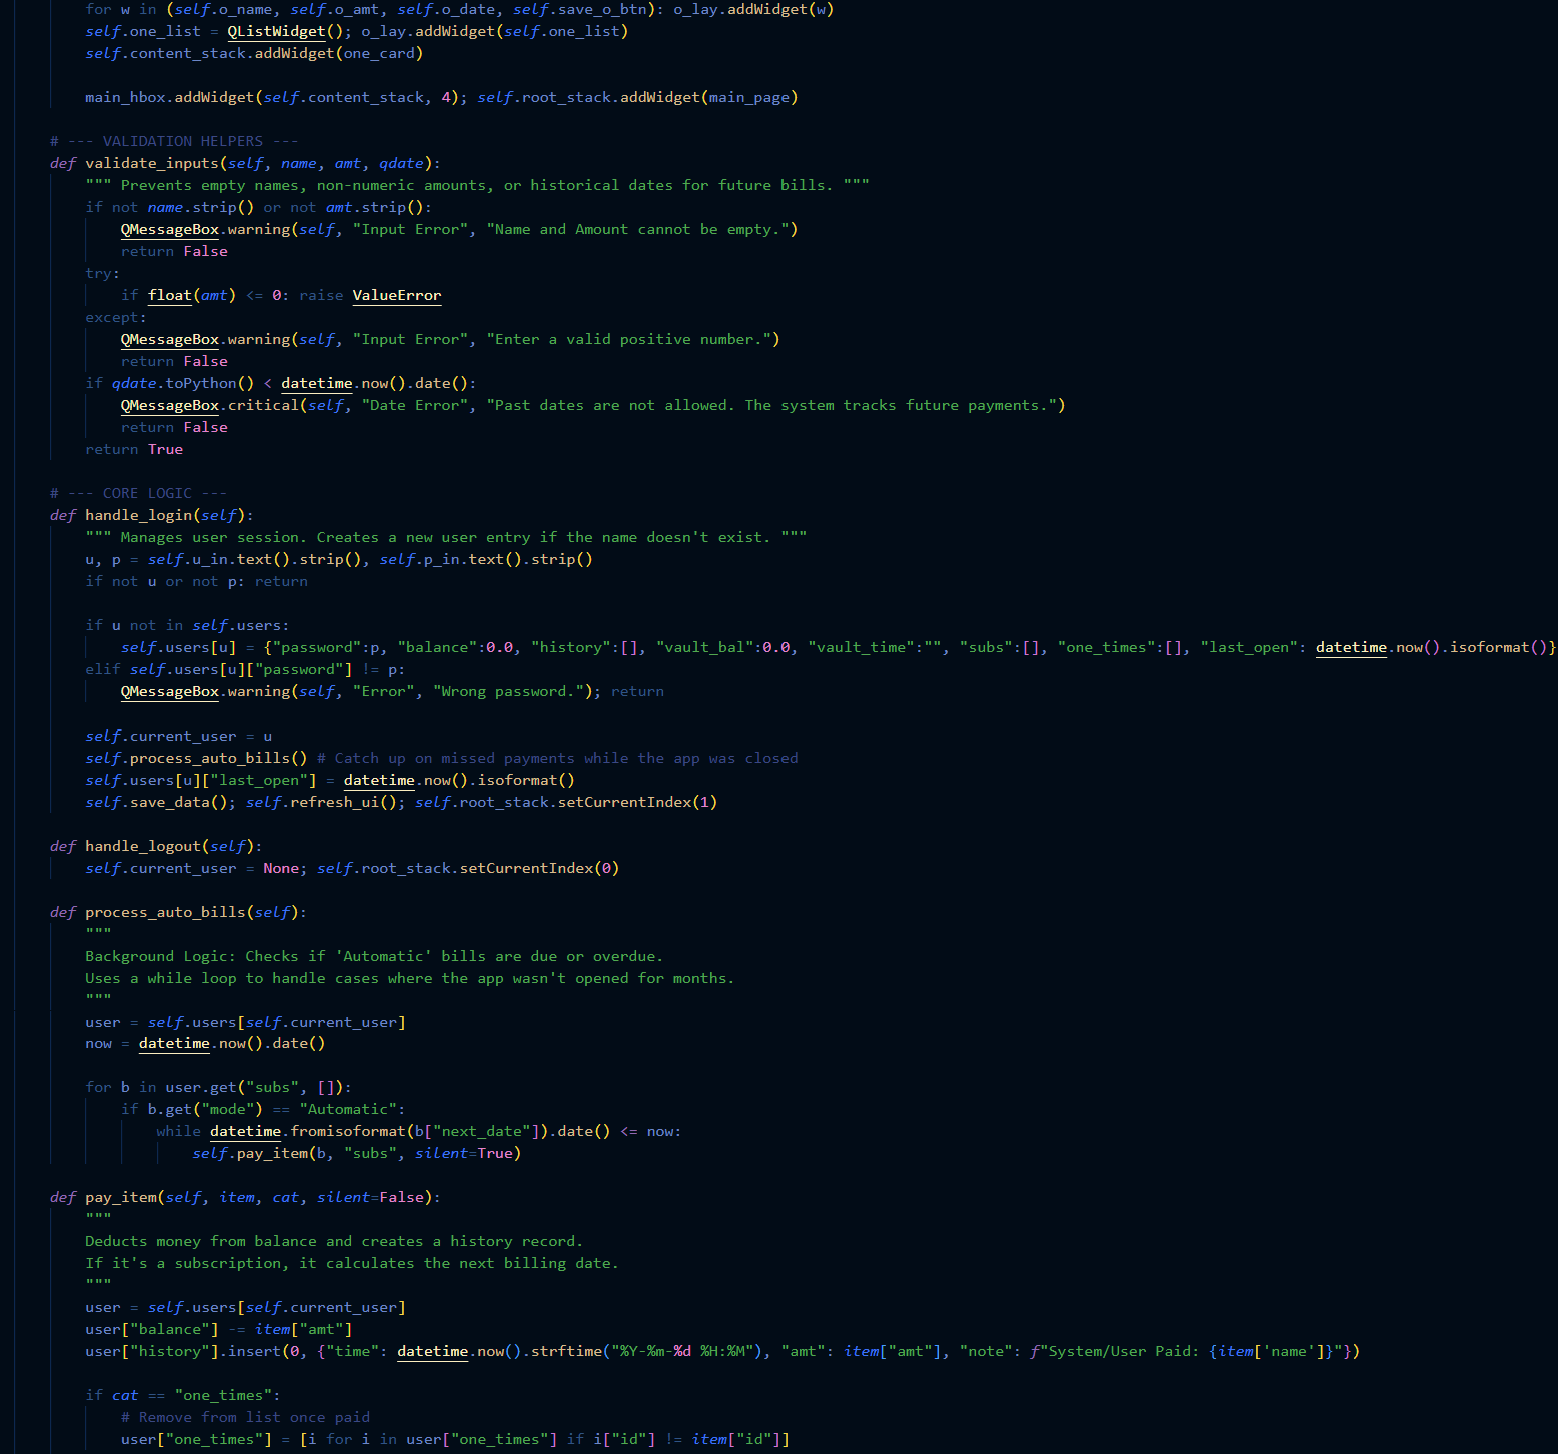 for w in (self.o_name, self.o_amt, self.o_date, self.save_o_btn): o_lay.addWidget(w)
self.one_list = QListWidget(); o_lay.addWidget(self.one_list)
self.content_stack.addWidget(one_card)
main_hbox.addWidget(self.content_stack, 4); self.root_stack.addWidget(main_page)
# --- VALIDATION HELPERS ---
def validate_inputs(self, name, amt, qdate):
""" Prevents empty names, non-numeric amounts, or historical dates for future bills. """
if not name.strip() or not amt.strip():
QMessageBox.warning(self, "Input Error", "Name and Amount cannot be empty.")
return False
try:
if float(amt) <= 0: raise ValueError
except:
QMessageBox.warning(self, "Input Error", "Enter a valid positive number.")
return False
if qdate.toPython() < datetime.now().date():
QMessageBox.critical(self, "Date Error", "Past dates are not allowed. The system tracks future payments.")
return False
return True
# --- CORE LOGIC ---
def handle_login(self):
""" Manages user session. Creates a new user entry if the name doesn't exist. """
u, p = self.u_in.text().strip(), self.p_in.text().strip()
if not u or not p: return
if u not in self.users:
self.users[u] = {"password":p, "balance":0.0, "history":[], "vault_bal":0.0, "vault_time":"", "subs":[], "one_times":[], "last_open": datetime.now().isoformat()}
elif self.users[u]["password"] != p:
QMessageBox.warning(self, "Error", "Wrong password."); return
self.current_user = u
self.process_auto_bills() # Catch up on missed payments while the app was closed
self.users[u]["last_open"] = datetime.now().isoformat()
self.save_data(); self.refresh_ui(); self.root_stack.setCurrentIndex(1)
def handle_logout(self):
self.current_user = None; self.root_stack.setCurrentIndex(0)
def process_auto_bills(self):
"""
Background Logic: Checks if 'Automatic' bills are due or overdue.
Uses a while loop to handle cases where the app wasn't opened for months.
"""
user = self.users[self.current_user]
now = datetime.now().date()
for b in user.get("subs", []):
if b.get("mode") == "Automatic":
while datetime.fromisoformat(b["next_date"]).date() <= now:
self.pay_item(b, "subs", silent=True)
def pay_item(self, item, cat, silent=False):
"""
Deducts money from balance and creates a history record.
If it's a subscription, it calculates the next billing date.
"""
user = self.users[self.current_user]
user["balance"] -= item["amt"]
user["history"].insert(0, {"time": datetime.now().strftime("%Y-%m-%d %H:%M"), "amt": item["amt"], "note": f"System/User Paid: {item['name']}"})
if cat == "one_times":
# Remove from list once paid
user["one_times"] = [i for i in user["one_times"] if i["id"] != item["id"]]